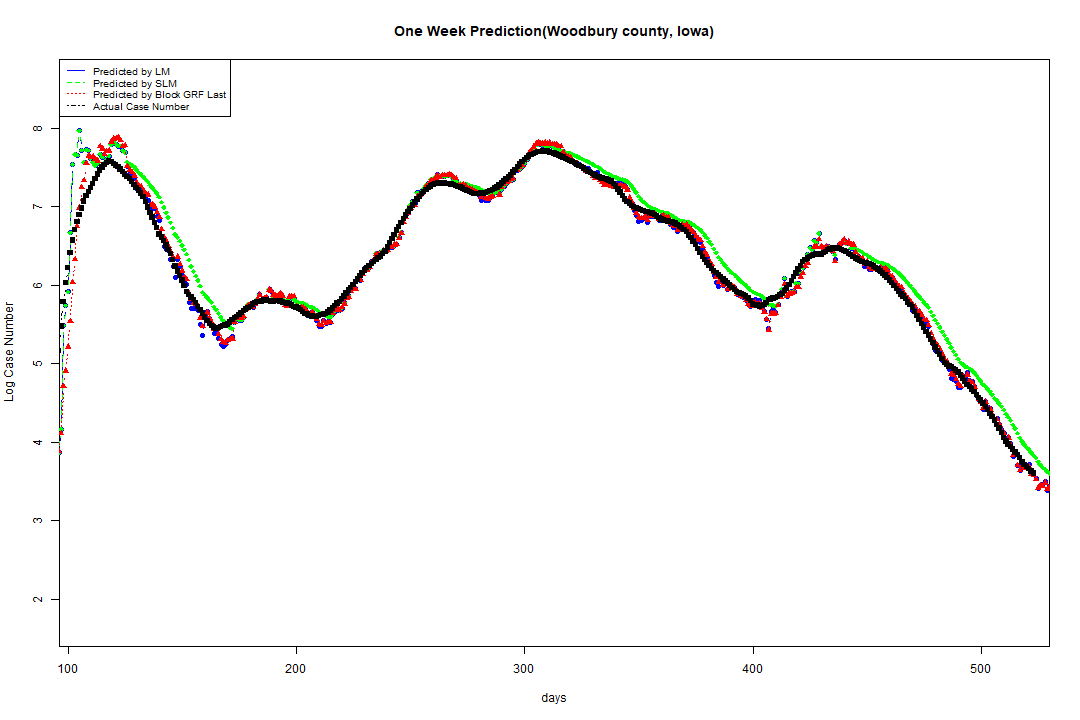 One Week Prediction(Woodbury county, Iowa)
Predicted by LM
Predicted by SLM
Predicted by Block GRF Last
Actual Case Number
8
7
6
5
4
3
2
Log Case Number
100 200 300 400 500
days